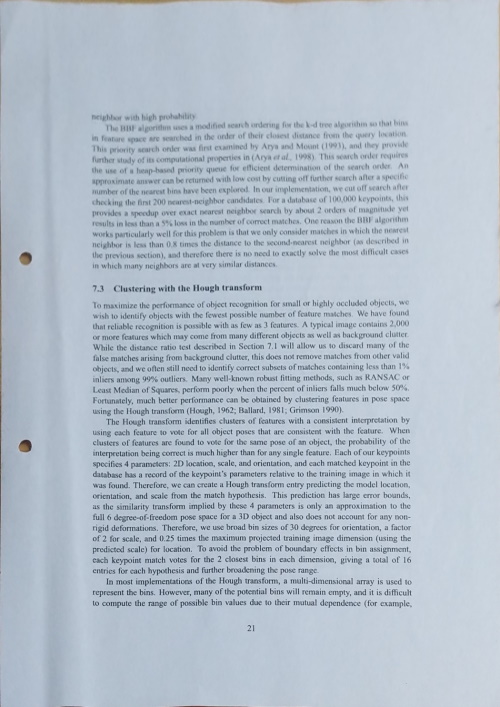 neighbor with high probability.
The BBF algorithm uses a modified search ordering for the k-d tree algorithm so that bins
in feature space are searched in the order of their closest distance from the query location.
This priority search order was first examined by Arya and Mount (1993), and they provide
further study of its computational properties in (Arya et al., 1998). This search order requires
the use of a heap-based priority queue for efficient determination of the search order. An
approximate answer can be returned with low cost by cutting off further search after a specific
number of the nearest bins have been explored. In our implementation, we cut off search after
checking the first 200 nearest-neighbor candidates. For a database of 100,000 keypoints, this
provides a speedup over exact nearest neighbor search by about 2 orders of magnitude yet
results in less than a 5% loss in the number of correct matches. One reason the BBF algorithm
works particularly well for this problem is that we only consider matches in which the nearest
neighbor is less than 0.8 times the distance to the second-nearest neighbor (as described in
the previous section), and therefore there is no need to exactly solve the most difficult cases
in which many neighbors are at very similar distances.
7.3 Clustering with the Hough transform
To maximize the performance of object recognition for small or highly occluded objects, we
wish to identify objects with the fewest possible number of feature matches. We have found
that reliable recognition is possible with as few as 3 features. A typical image contains 2,000
or more features which may come from many different objects as well as background clutter.
While the distance ratio test described in Section 7.1 will allow us to discard many of the
false matches arising from background clutter, this does not remove matches from other valid
objects, and we often still need to identify correct subsets of matches containing less than 1%
inliers among 99% outliers. Many well-known robust fitting methods, such as RANSAC or
Least Median of Squares, perform poorly when the percent of inliers falls much below 50%.
Fortunately, much better performance can be obtained by clustering features in pose space
using the Hough transform (Hough, 1962; Ballard, 1981; Grimson 1990).
The Hough transform identifies clusters of features with a consistent interpretation by
using each feature to vote for all object poses that are consistent with the feature. When
clusters of features are found to vote for the same pose of an object, the probability of the
interpretation being correct is much higher than for any single feature. Each of our keypoints
specifies 4 parameters: 2D location, scale, and orientation, and each matched keypoint in the
database has a record of the keypoint's parameters relative to the training image in which it
was found. Therefore, we can create a Hough transform entry predicting the model location,
orientation, and scale from the match hypothesis. This prediction has large error bounds,
as the similarity transform implied by these 4 parameters is only an approximation to the
full 6 degree-of-freedom pose space for a 3D object and also does not account for any non-
rigid deformations. Therefore, we use broad bin sizes of 30 degrees for orientation, a factor
of 2 for scale, and 0.25 times the maximum projected training image dimension (using the
predicted scale) for location. To avoid the problem of boundary effects in bin assignment,
each keypoint match votes for the 2 closest bins in each dimension, giving a total of 16
entries for each hypothesis and further broadening the pose range.
In most implementations of the Hough transform, a multi-dimensional array is used to
represent the bins. However, many of the potential bins will remain empty, and it is difficult
to compute the range of possible bin values due to their mutual dependence (for example,
21